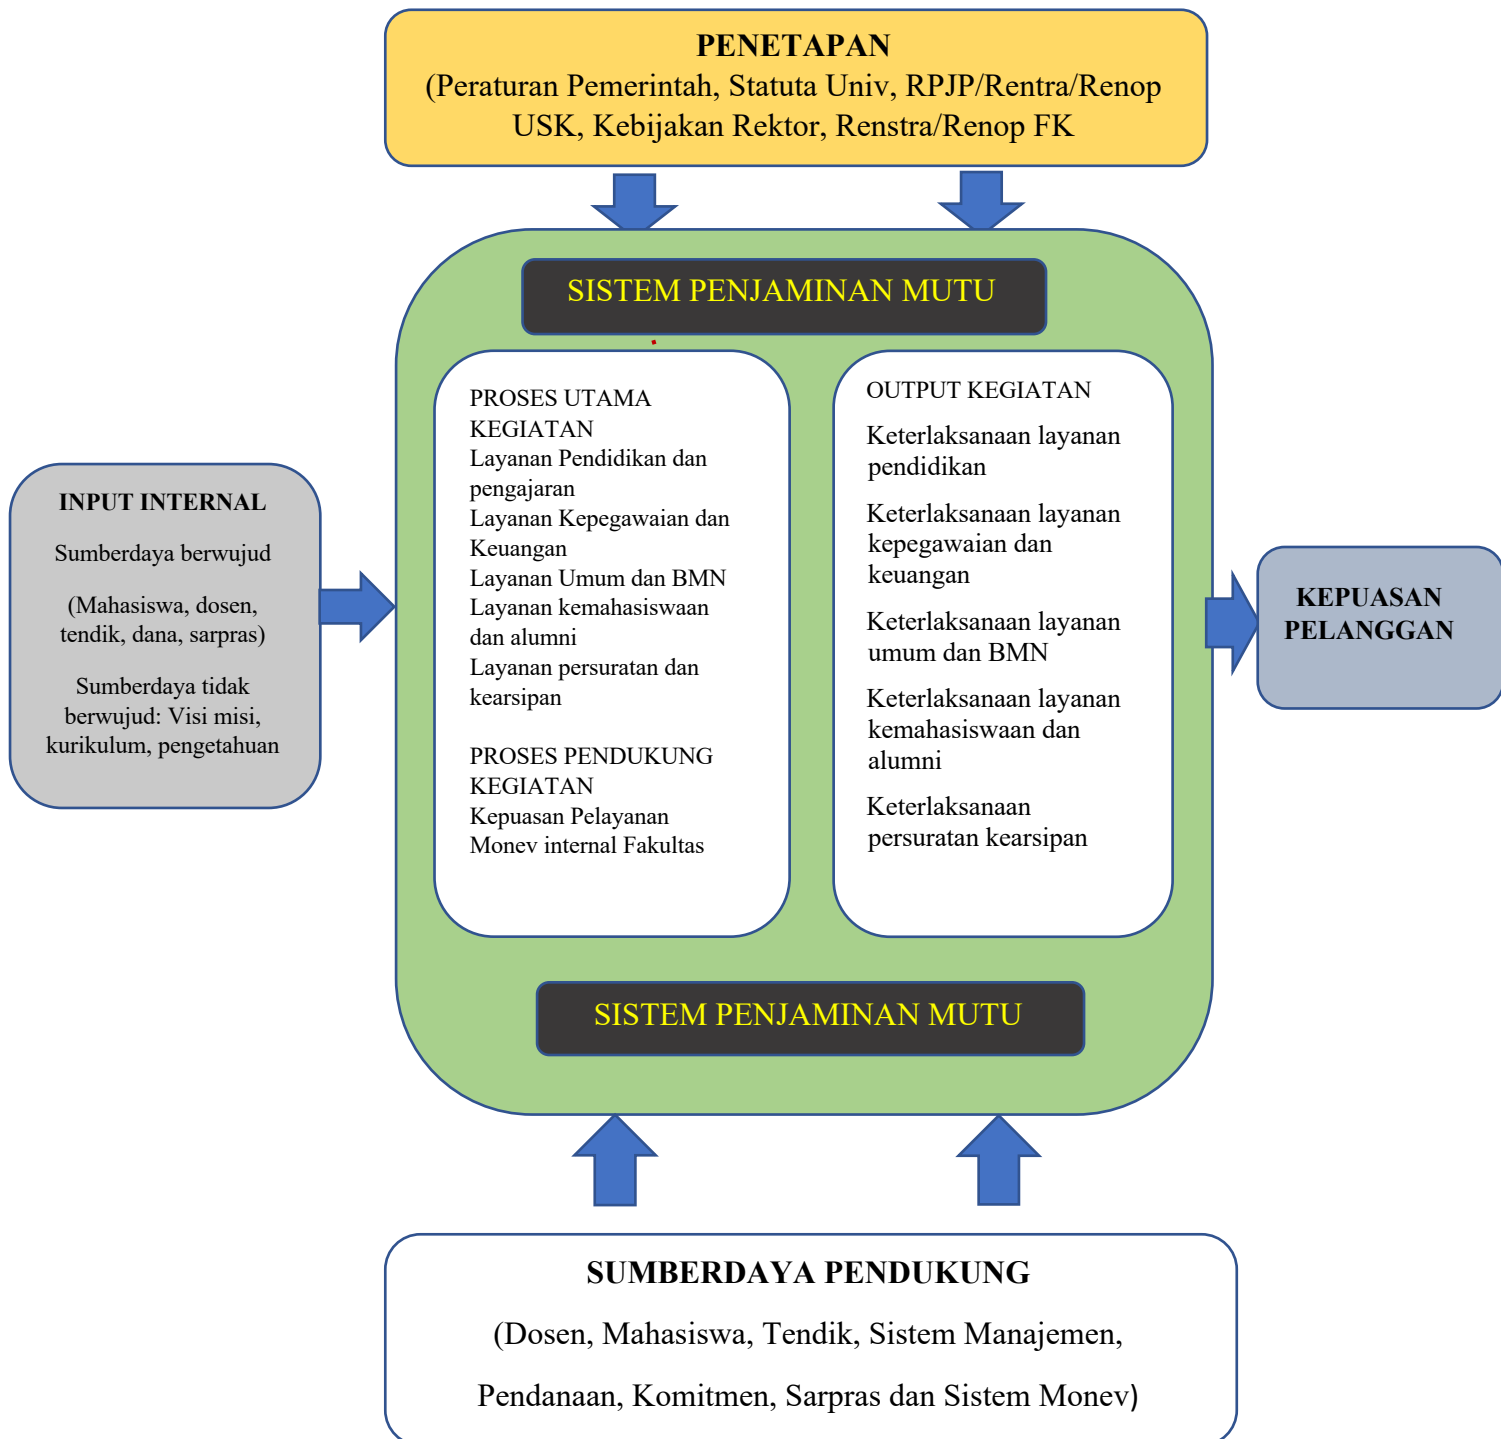 PENETAPAN
(Peraturan Pemerintah, Statuta Univ, RPJP/Rentra/Renop
USK, Kebijakan Rektor, Renstra/Renop FK
SISTEM PENJAMINAN MUTU
INPUT INTERNAL
Sumberdaya berwujud
(Mahasiswa, dosen,
tendik, dana, sarpras)
Sumberdaya tidak
berwujud: Visi misi,
kurikulum, pengetahuan
PROSES UTAMA
KEGIATAN
Layanan Pendidikan dan
pengajaran
Layanan Kepegawaian dan
Keuangan
Layanan Umum dan BMN
Layanan kemahasiswaan
dan alumni
Layanan persuratan dan
kearsipan
PROSES PENDUKUNG
KEGIATAN
Kepuasan Pelayanan
Monev internal Fakultas
OUTPUT KEGIATAN
Keterlaksanaan layanan
pendidikan
Keterlaksanaan layanan
kepegawaian dan
keuangan
Keterlaksanaan layanan
umum dan BMN
Keterlaksanaan layanan
kemahasiswaan dan
alumni
Keterlaksanaan
persuratan kearsipan
KEPUASAN
PELANGGAN
SISTEM PENJAMINAN MUTU
SUMBERDAYA PENDUKUNG
(Dosen, Mahasiswa, Tendik, Sistem Manajemen,
Pendanaan, Komitmen, Sarpras dan Sistem Monev)